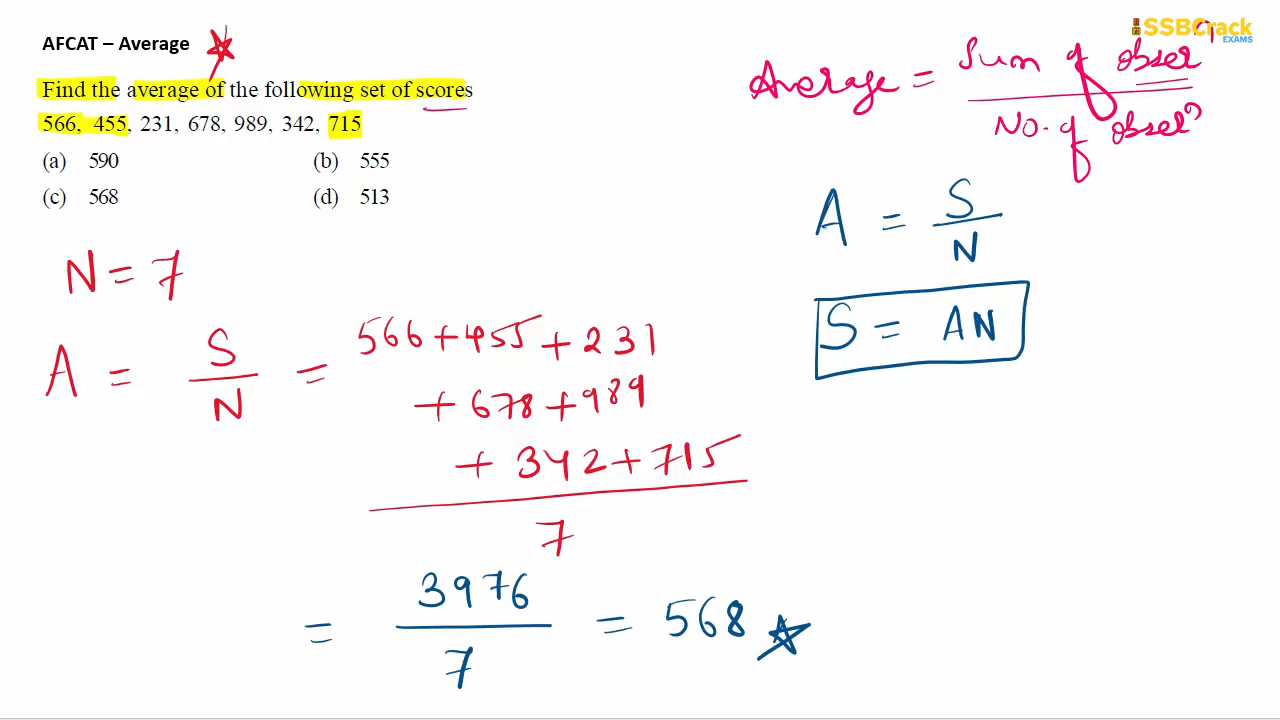 SSBCrack
EXAMS
AFCAT – Average
Find the average of the following set of scores
566, 455, 231, 678, 989, 342, 715
(a) 590 (b) 555
(c) 568 (d) 513
Average = Sum of obserⁿ
No. of obserⁿ
A = S
N
S = AN
N = 7
A = S
N
= 566 + 455 + 231
+ 678 + 989
+ 342 + 715
7
= 3976
7
= 568